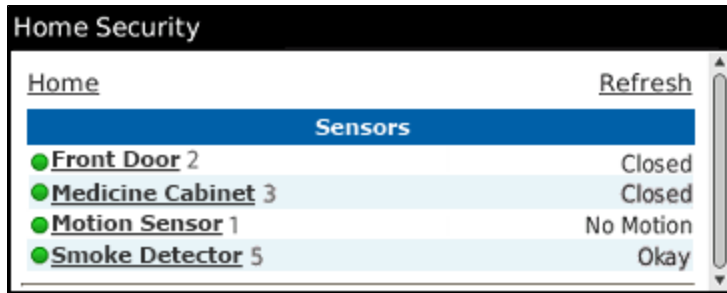 Home Security
Home Refresh
Sensors
Front Door 2 Closed
Medicine Cabinet 3 Closed
Motion Sensor 1 No Motion
Smoke Detector 5 Okay